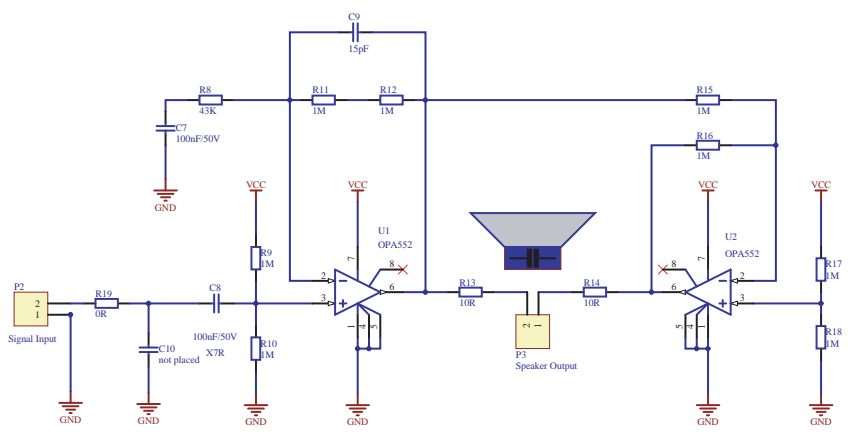 C9
15pF
R8
43K
R11
1M
R12
1M
R15
1M
C7
100nF/50V
R16
1M
GND
VCC
VCC
VCC
VCC
U1
OPA552
U2
OPA552
7
7
R9
1M
8
8
R17
1M
2
2
P2
R19
C8
6
R13
R14
6
3
3
2
1
0R
10R
10R
Signal Input
100nF/50V
X7R
R10
1M
1
4
5
2
1
5
4
1
R18
1M
C10
not placed
P3
Speaker Output
GND
GND
GND
GND
GND
GND